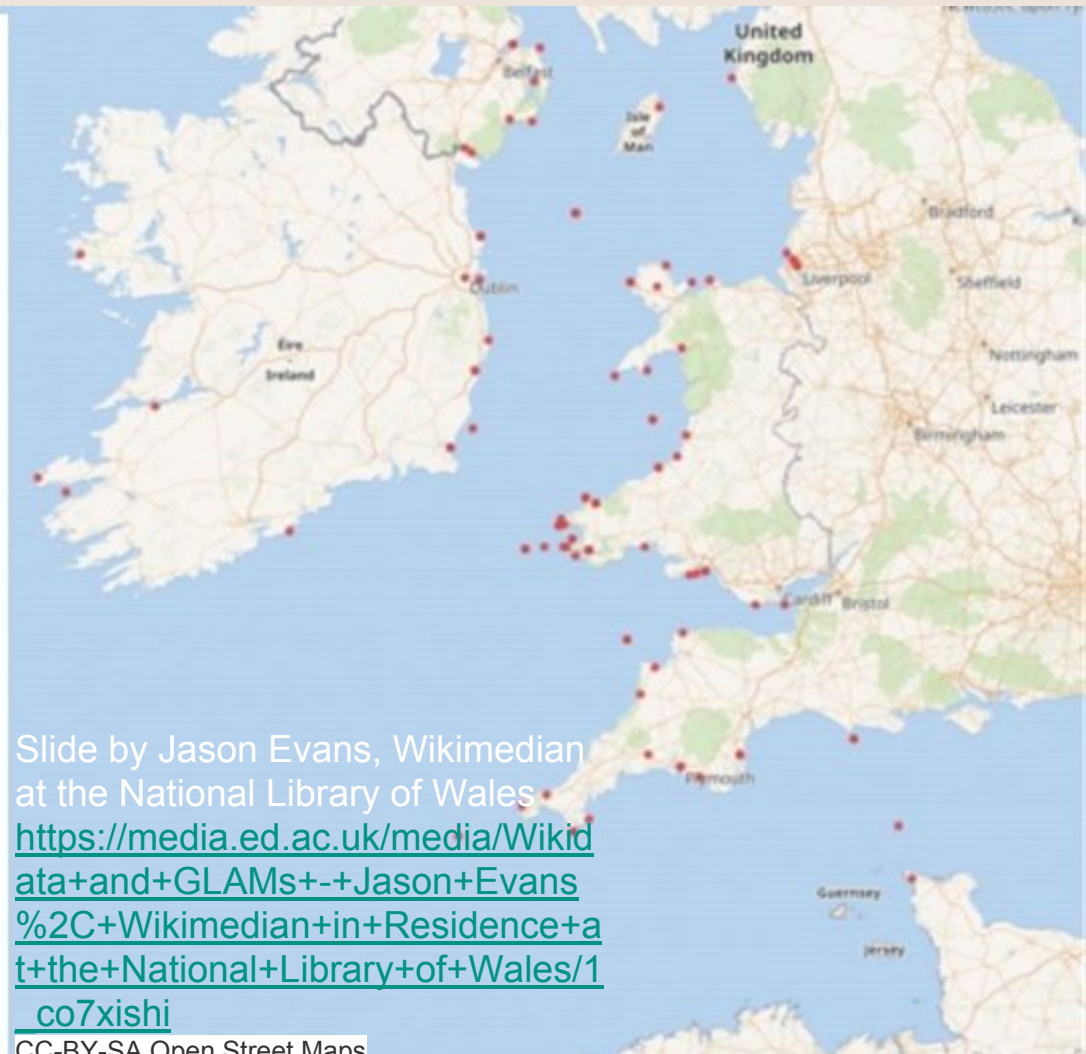 United
Kingdom
Belfast
Isle
of
Man
Bradford
Dublin
Liverpool
Sheffield
Éire
Ireland
Nottingham
Leicester
Birmingham
Cardiff
Bristol
Slide by Jason Evans, Wikimedian
at the National Library of Wales
Plymouth
https://media.ed.ac.uk/media/Wikid
ata+and+GLAMs+-+Jason+Evans
%2C+Wikimedian+in+Residence+a
t+the+National+Library+of+Wales/1
_co7xishi
Guernsey
Jersey
CC-BY-SA Open Street Maps